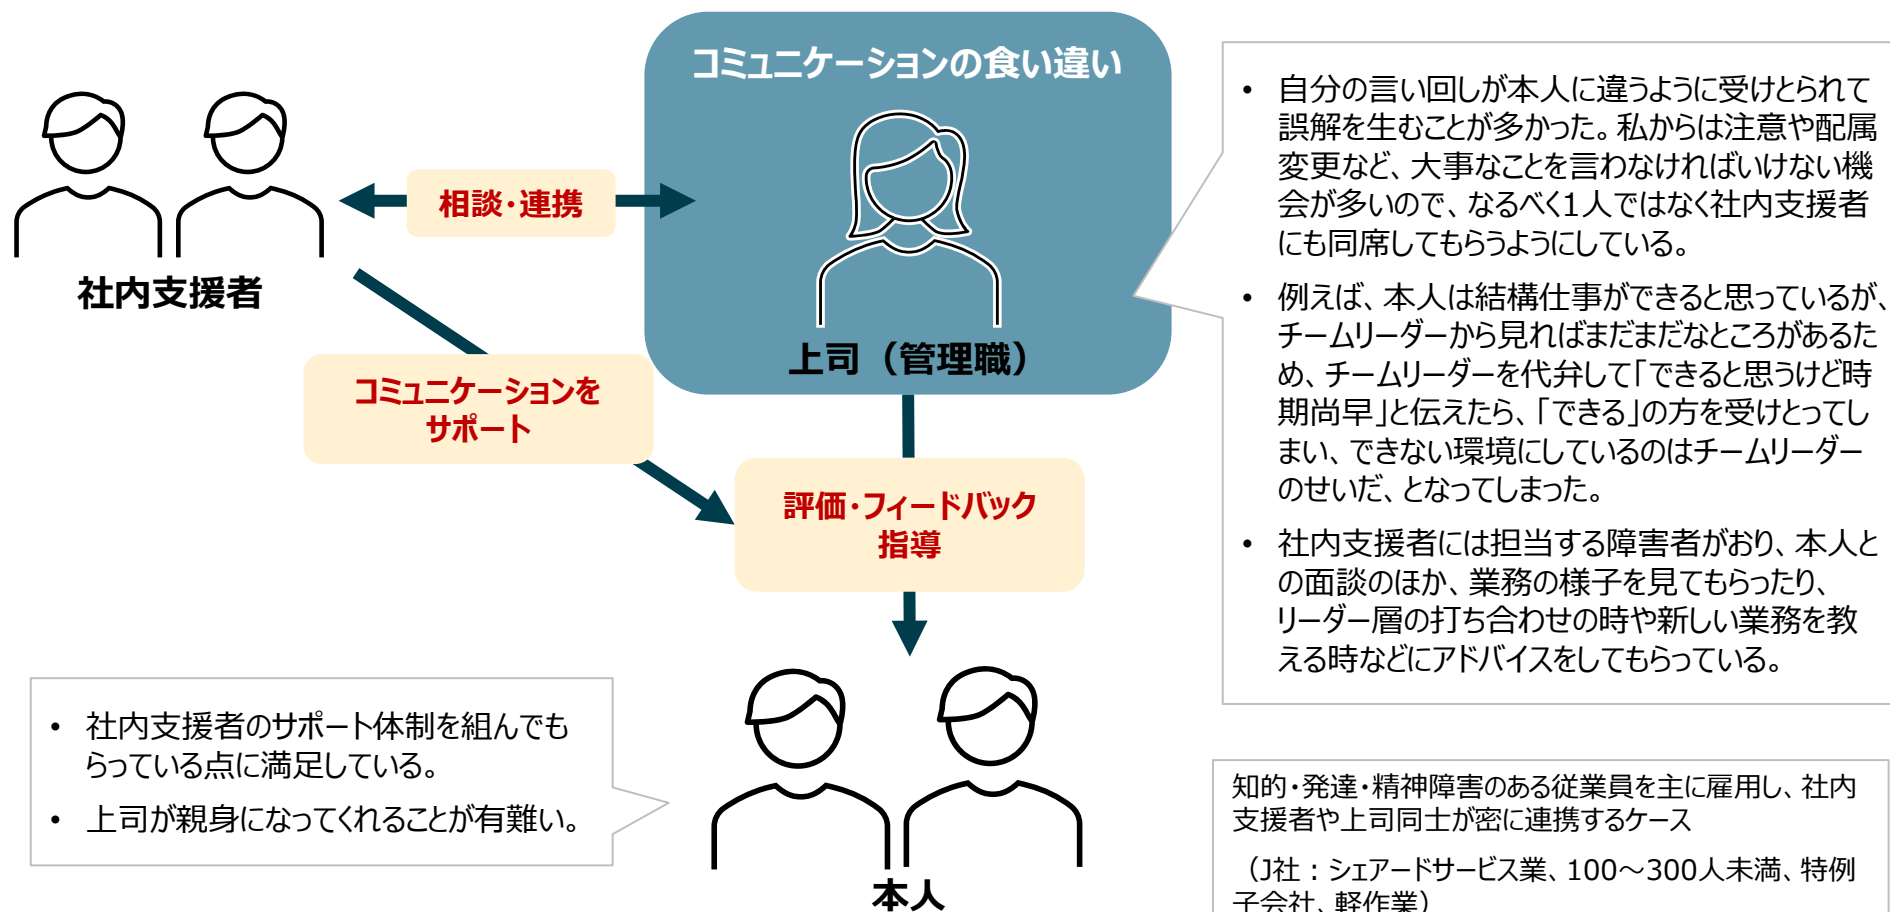 コミュニケーションの食い違い
相談・連携
社内支援者
上司（管理職）
コミュニケーションを
サポート
評価・フィードバック
指導
• 自分の言い回しが本人に違うように受けとられて
誤解を生むことが多かった。私からは注意や配属
変更など、大事なことを言わなければいけない機
会が多いので、なるべく1人ではなく社内支援者
にも同席してもらうようにしている。
• 例えば、本人は結構仕事ができると思っているが、
チームリーダーから見ればまだまだなところがあるた
め、チームリーダーを代弁して「できると思うけど時
期尚早」と伝えたら、「できる」の方を受けとってし
まい、できない環境にしているのはチームリーダー
のせいだ、となってしまった。
• 社内支援者には担当する障害者がおり、本人と
の面談のほか、業務の様子を見てもらったり、
リーダー層の打ち合わせの時や新しい業務を教
える時などにアドバイスをしてもらっている。
• 社内支援者のサポート体制を組んでも
らっている点に満足している。
• 上司が親身になってくれることが有難い。
本人
知的・発達・精神障害のある従業員を主に雇用し、社内
支援者や上司同士が密に連携するケース
（J社：シェアードサービス業、100～300人未満、特例
子会社、軽作業）